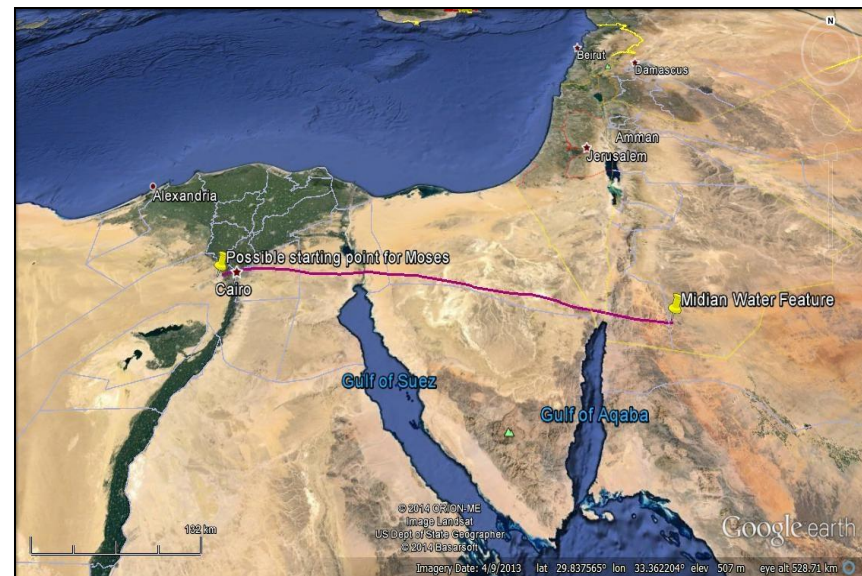 N
Beirut
Damascus
Amman
Jerusalem
Alexandria
Possible starting point for Moses
Cairo
Midian Water Feature
Gulf of Suez
Gulf of Aqaba
132 km
© 2014 ORION-ME
Image Landsat
US Dept of State Geographer
© 2014 Basarsoft
Google earth
Imagery Date: 4/9/2013 lat 29.837565° lon 33.362204° elev 507 m eye alt 528.71 km